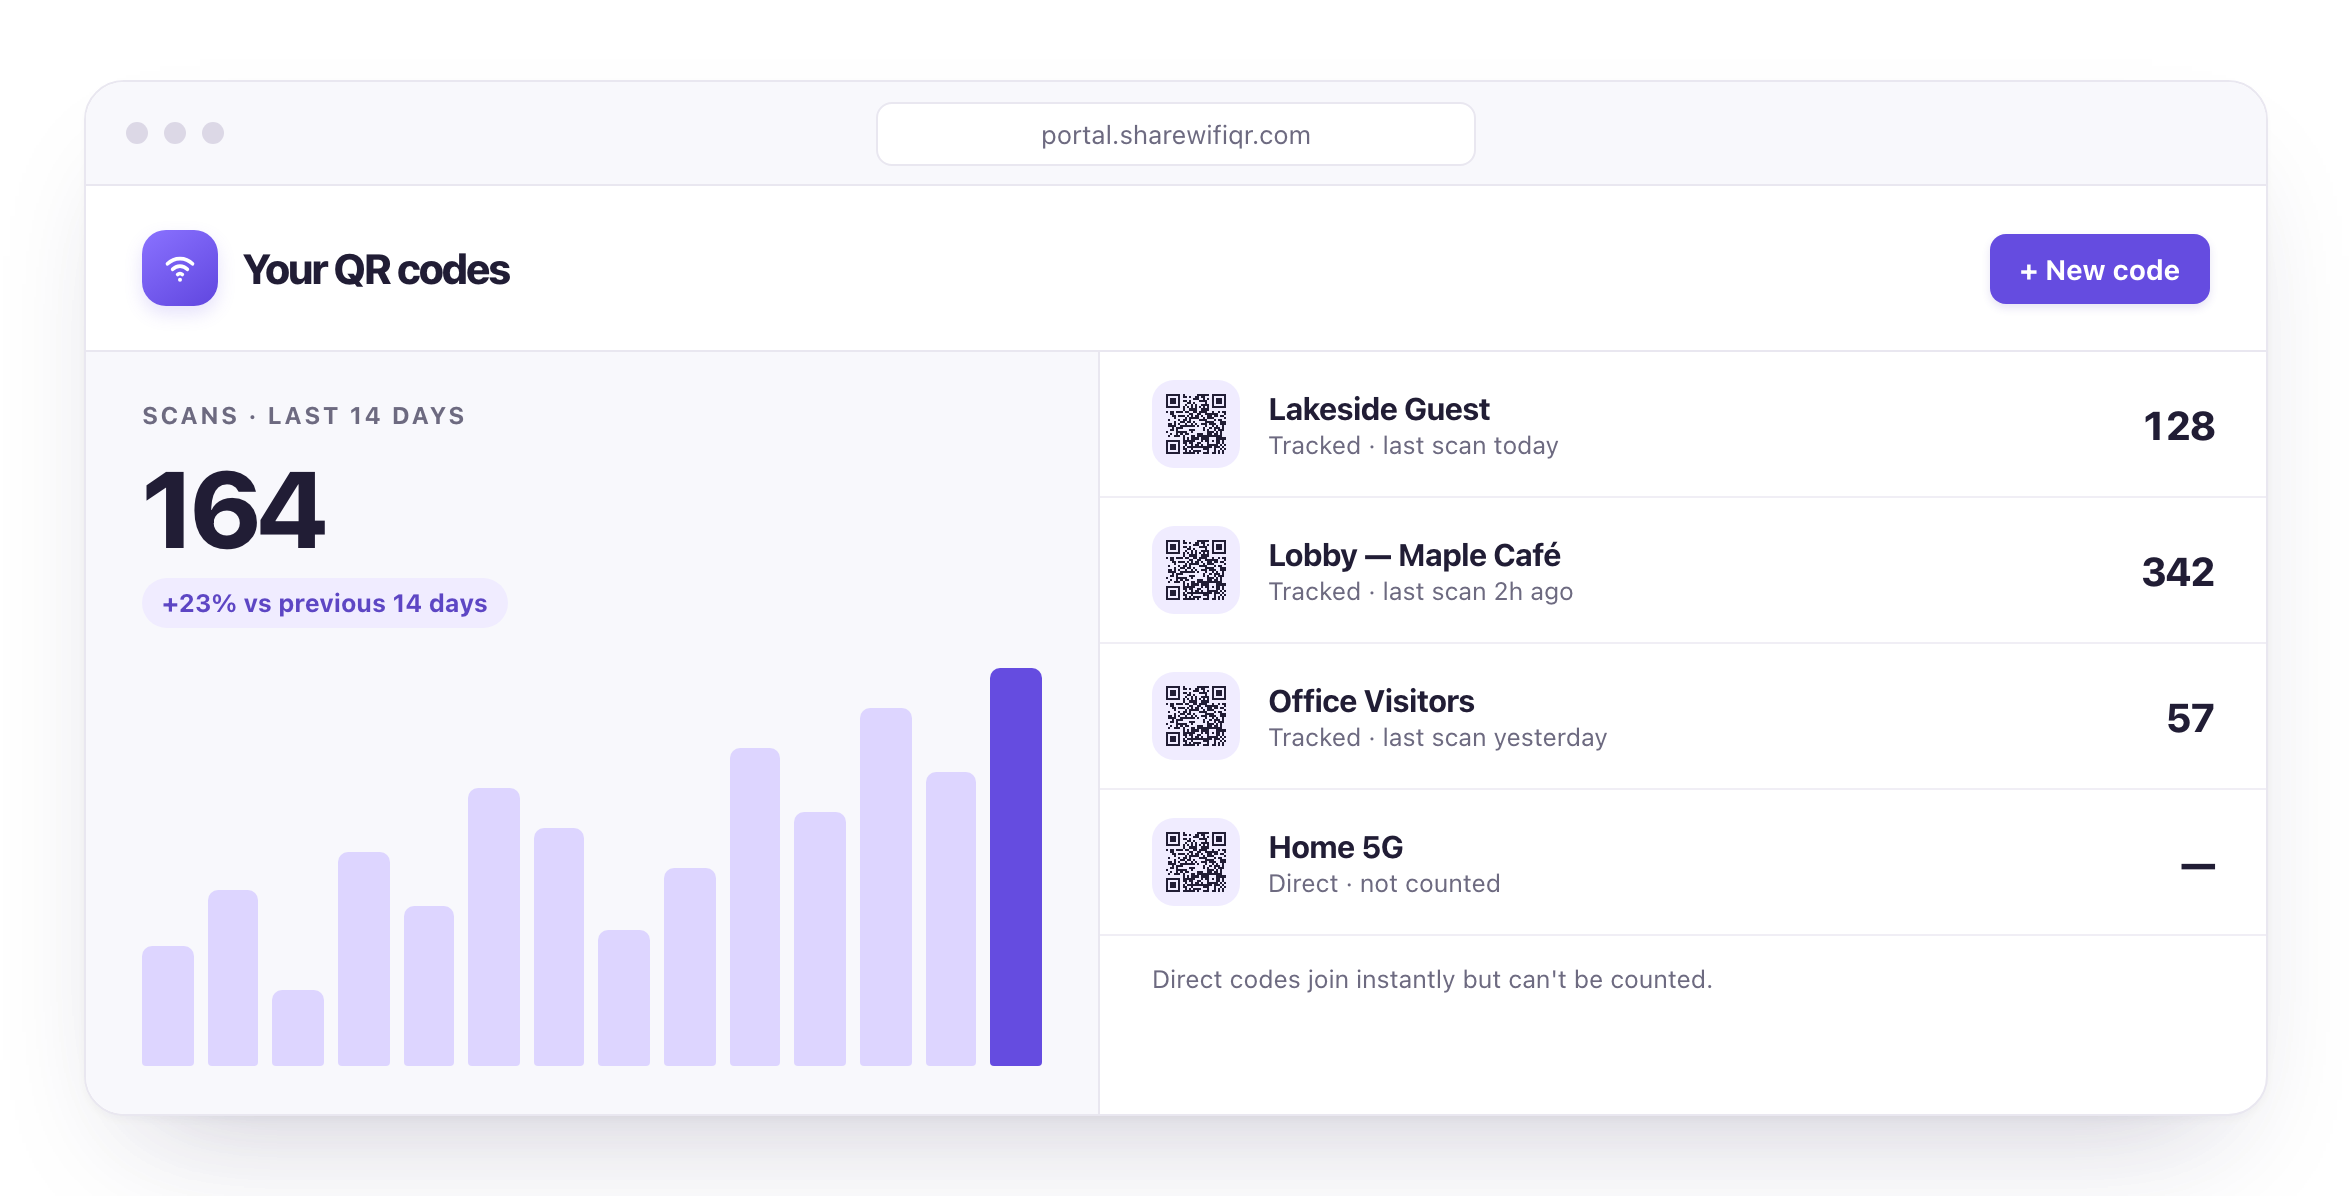 portal.sharewifiqr.com
Your QR codes
+ New code
SCANS · LAST 14 DAYS
164
+23% vs previous 14 days
Lakeside Guest
Tracked · last scan today
128
Lobby — Maple Café
Tracked · last scan 2h ago
342
Office Visitors
Tracked · last scan yesterday
57
Home 5G
Direct · not counted
—
Direct codes join instantly but can't be counted.